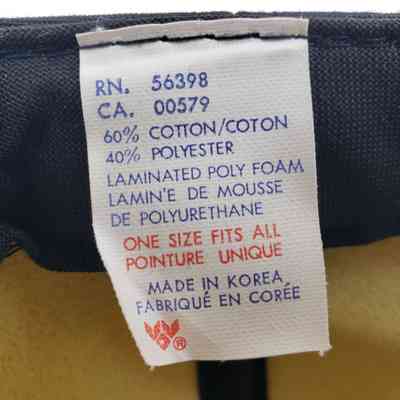 RN. 56398
CA. 00579
60% COTTON/COTON
40% POLYESTER
LAMINATED POLY FOAM
LAMIN'E DE MOUSSE
DE POLYURETHANE
ONE SIZE FITS ALL
POINTURE UNIQUE
MADE IN KOREA
FABRIQUÉ EN CORÉE
®